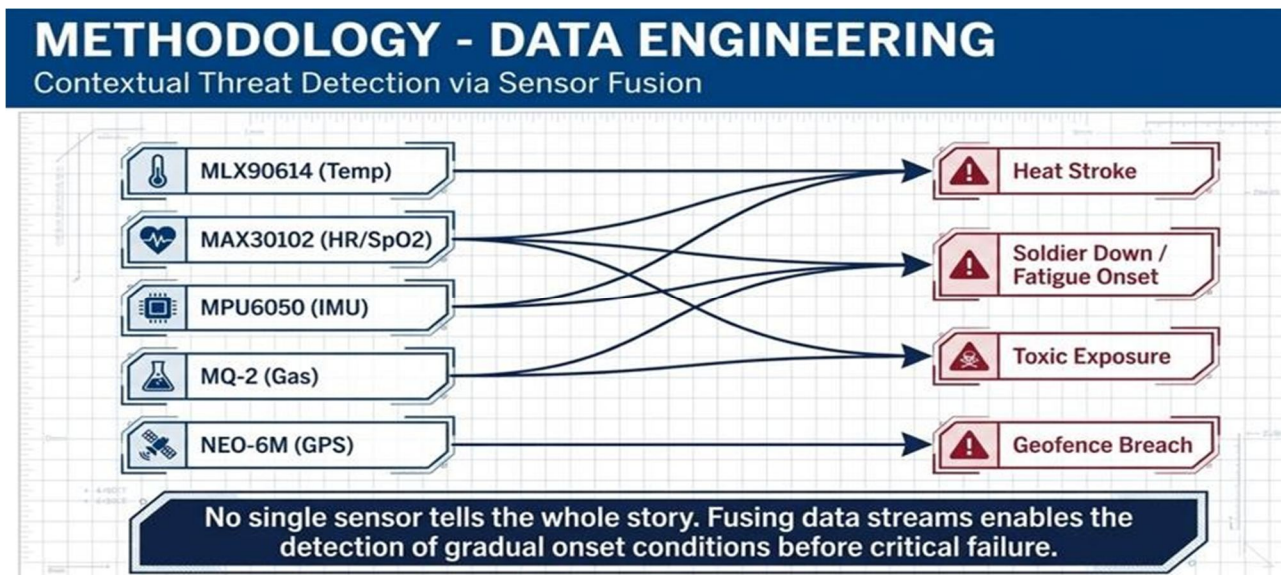 METHODOLOGY - DATA ENGINEERING
Contextual Threat Detection via Sensor Fusion
MLX90614 (Temp)
MAX30102 (HR/SpO2)
MPU6050 (IMU)
MQ-2 (Gas)
NEO-6M (GPS)
Heat Stroke
Soldier Down /
Fatigue Onset
Toxic Exposure
Geofence Breach
No single sensor tells the whole story. Fusing data streams enables the
detection of gradual onset conditions before critical failure.